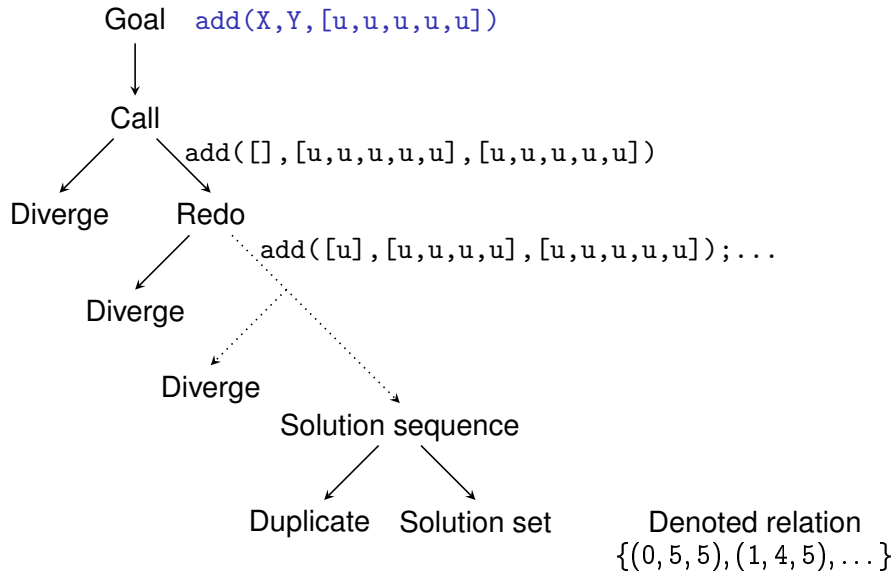 Goal add(X,Y,[u,u,u,u,u])
Call
add([],[u,u,u,u,u],[u,u,u,u,u])
Diverge Redo
add([u],[u,u,u,u],[u,u,u,u,u]);...
Diverge
Diverge
Solution sequence
Duplicate Solution set Denoted relation
{(0, 5, 5), (1, 4, 5), . . . }